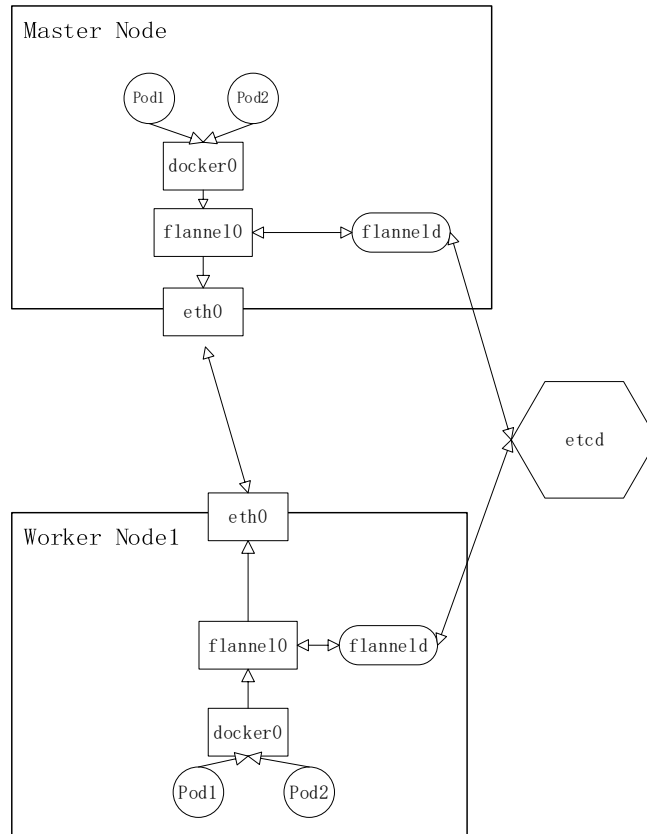 Master Node
Pod1
Pod2
docker0
flannel0
flanneld
eth0
etcd
eth0
Worker Node1
flannel0
flanneld
docker0
Pod1
Pod2